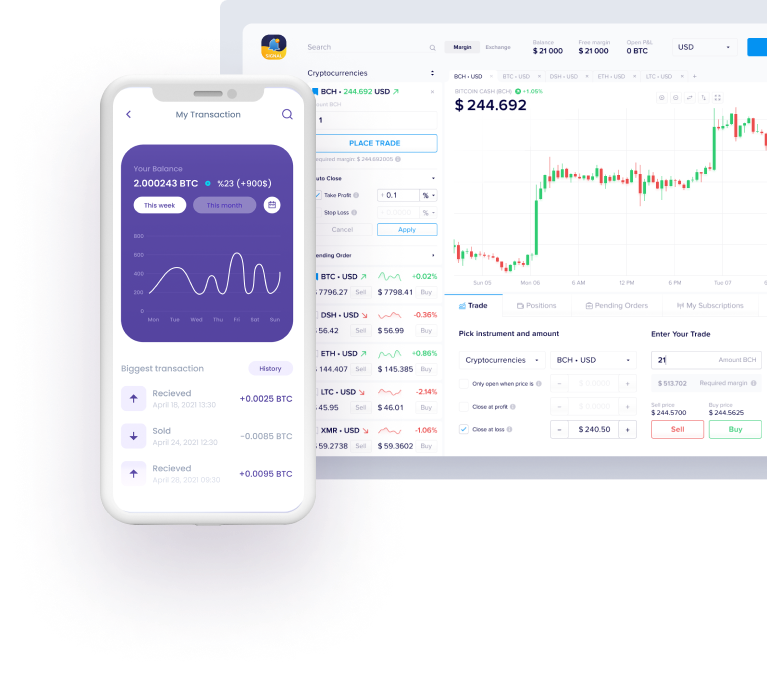 My Transaction
Your Balance
2.000243 BTC %23 (+900$)
This week This month
800
600
400
200
0
Mon Tue Wed Thu Fri Sat Sun
Biggest transaction History
Recieved +0.0025 BTC
April 18, 2021 13:30
Sold -0.0085 BTC
April 24, 2021 12:30
Recieved +0.0095 BTC
April 28, 2021 09:30
Search
Cryptocurrencies
BCH • 244.692 USD
BCH
1
PLACE TRADE
required margin: $ 244.692005
Auto Close
Take Profit + 0.1 % -
Stop Loss % -
Cancel Apply
Pending Order
BTC • USD +0.02%
7796.27 Sell $ 7798.41 Buy
DSH • USD -0.36%
56.42 Sell $ 56.99 Buy
ETH • USD +0.86%
144.407 Sell $ 145.385 Buy
LTC • USD -2.14%
45.95 Sell $ 46.01 Buy
XMR • USD -1.06%
59.2738 Sell $ 59.3602 Buy
Margin Exchange
Balance
$ 21 000
Free margin
$ 21 000
Open P&L
0 BTC
USD
BCH • USD BTC • USD × DSH • USD × ETH • USD × LTC • USD × +
BITCOIN CASH (BCH) +1.05%
$ 244.692
Sun 05 Mon 06 6 AM 12 PM 6 PM Tue 07
Trade Positions Pending Orders My Subscriptions
Pick instrument and amount
Cryptocurrencies BCH • USD
Only open when price is − $ 0.0000 +
Close at profit − $ 0.0000 +
Close at loss − $ 240.50 +
Enter Your Trade
21 Amount BCH
$ 513.702 Required margin
Sell price Buy price
$ 244.5700 $ 244.5625
Sell Buy